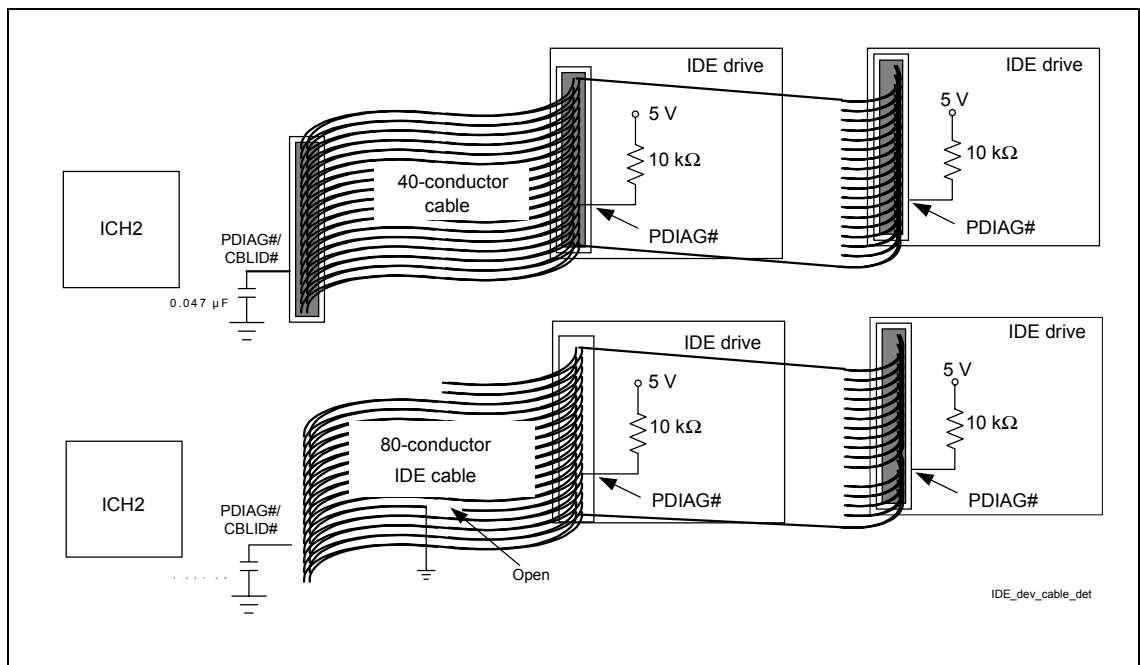 IDE drive
IDE drive
5 V
5 V
10 kΩ
10 kΩ
40-conductor
cable
ICH2
PDIAG#/
CBLID#
PDIAG#
PDIAG#
0.047 µF
IDE drive
IDE drive
5 V
5 V
10 kΩ
10 kΩ
80-conductor
IDE cable
ICH2
PDIAG#
PDIAG#
PDIAG#/
CBLID#
Open
IDE_dev_cable_det